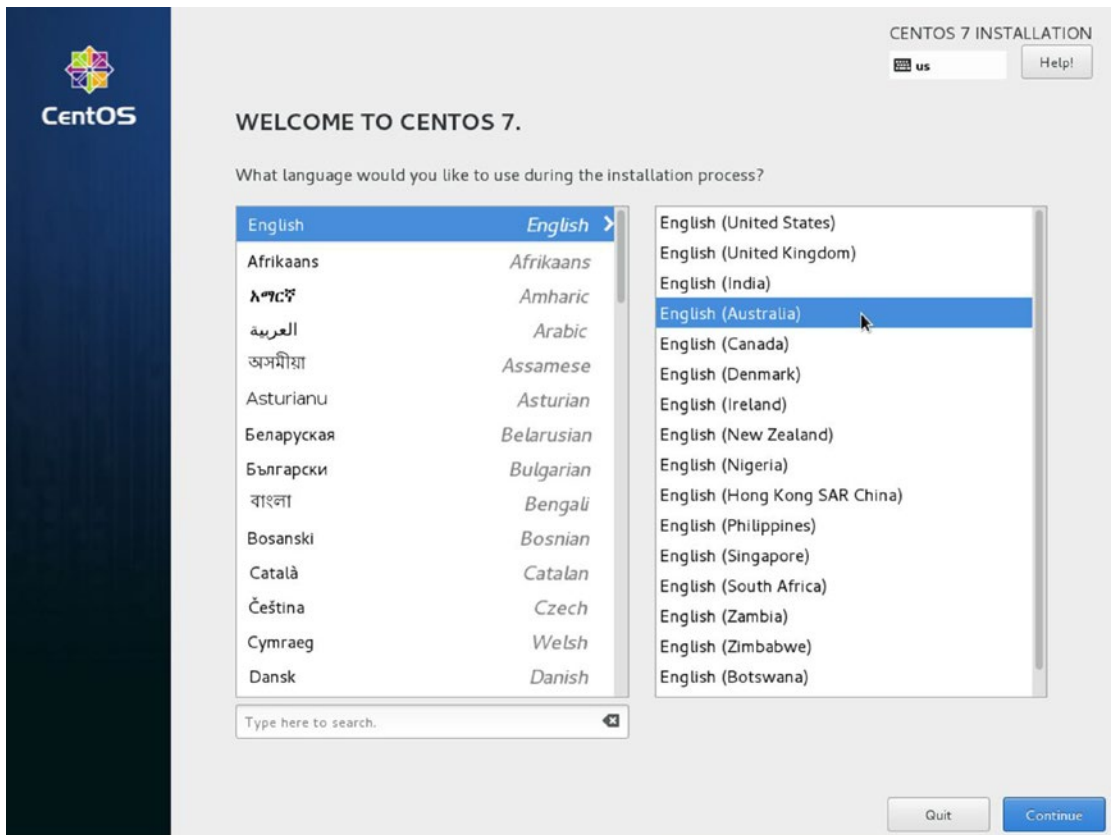 CentOS
CENTOS 7 INSTALLATION
us
Help!
WELCOME TO CENTOS 7.
What language would you like to use during the installation process?
English English
Afrikaans Afrikaans
አማርኛ Amharic
العربية Arabic
অসমীয়া Assamese
Asturianu Asturian
Беларуская Belarusian
Български Bulgarian
বাংলা Bengali
Bosanski Bosnian
Català Catalan
Čeština Czech
Cymraeg Welsh
Dansk Danish
Type here to search.
English (United States)
English (United Kingdom)
English (India)
English (Australia)
English (Canada)
English (Denmark)
English (Ireland)
English (New Zealand)
English (Nigeria)
English (Hong Kong SAR China)
English (Philippines)
English (Singapore)
English (South Africa)
English (Zambia)
English (Zimbabwe)
English (Botswana)
Quit
Continue